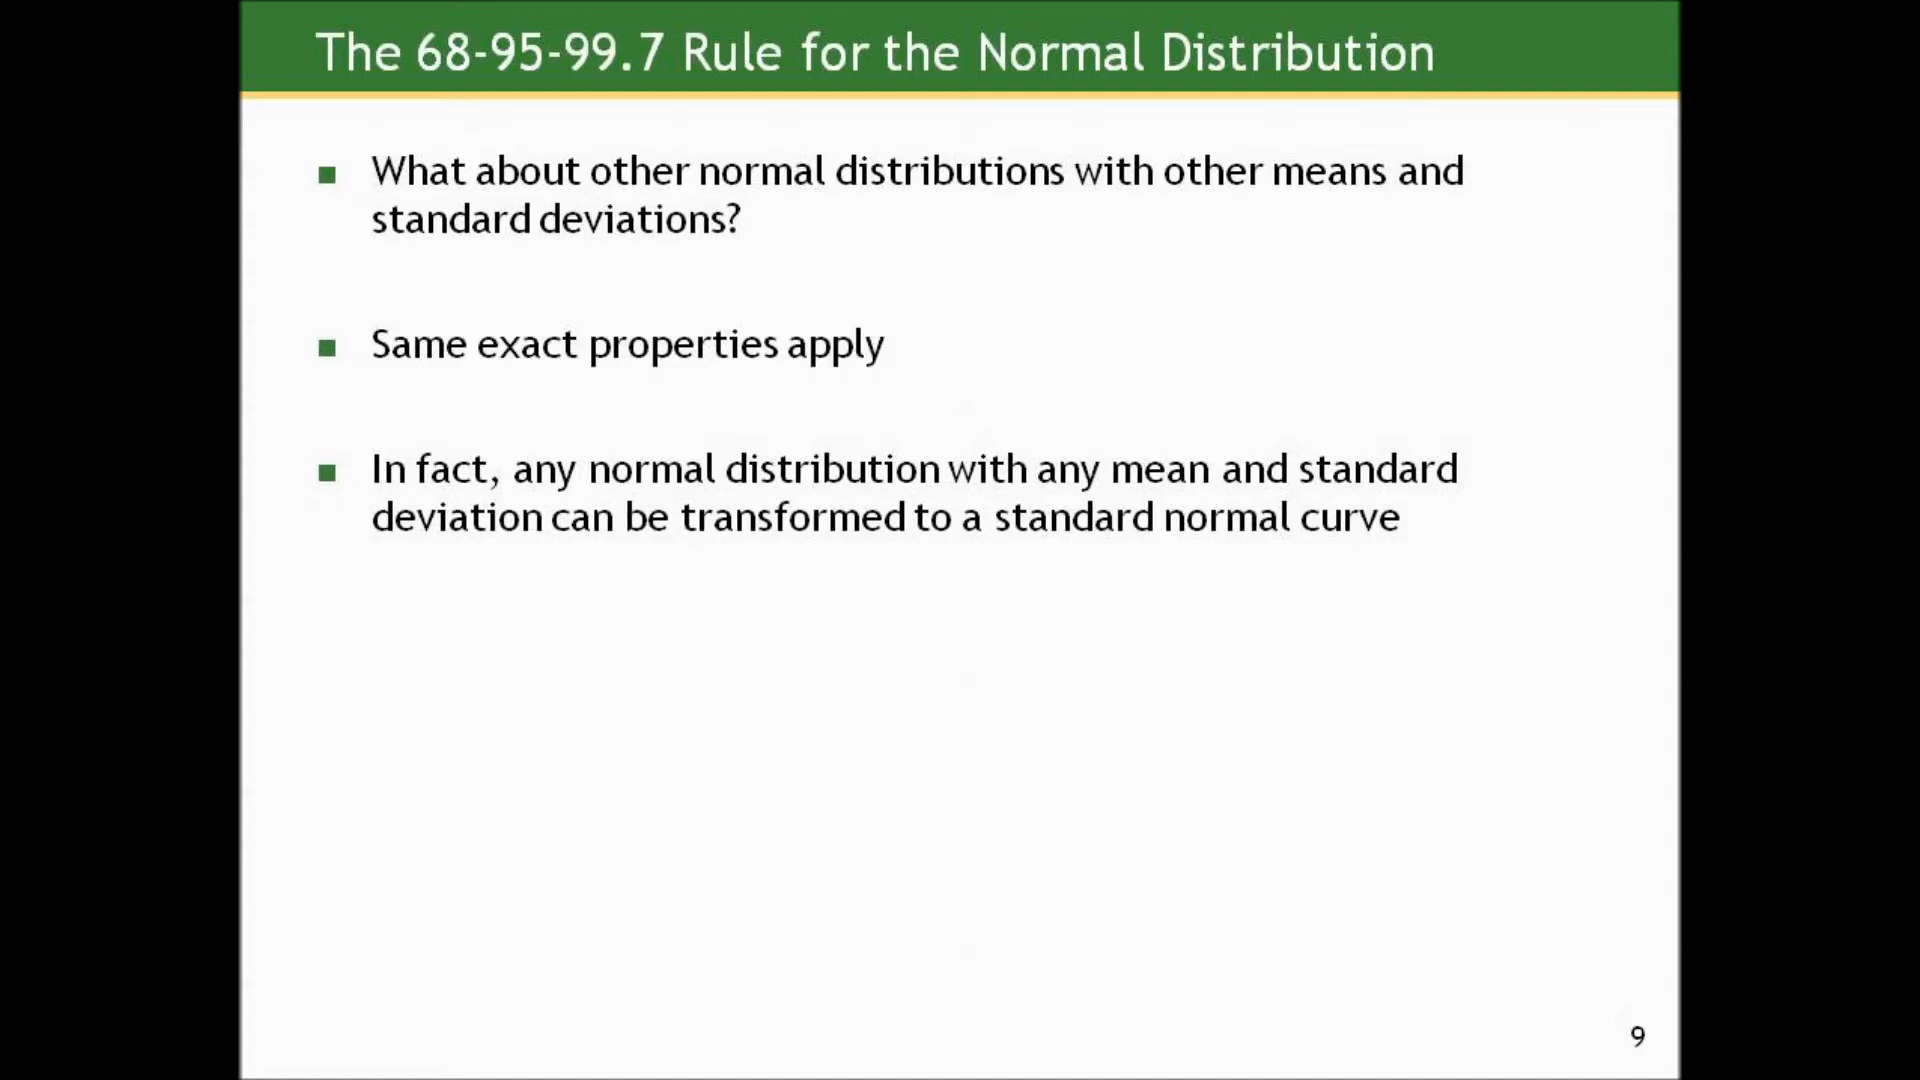 The 68-95-99.7 Rule for the Normal Distribution
What about other normal distributions with other means and
standard deviations?
Same exact properties apply
In fact, any normal distribution with any mean and standard
deviation can be transformed to a standard normal curve
9